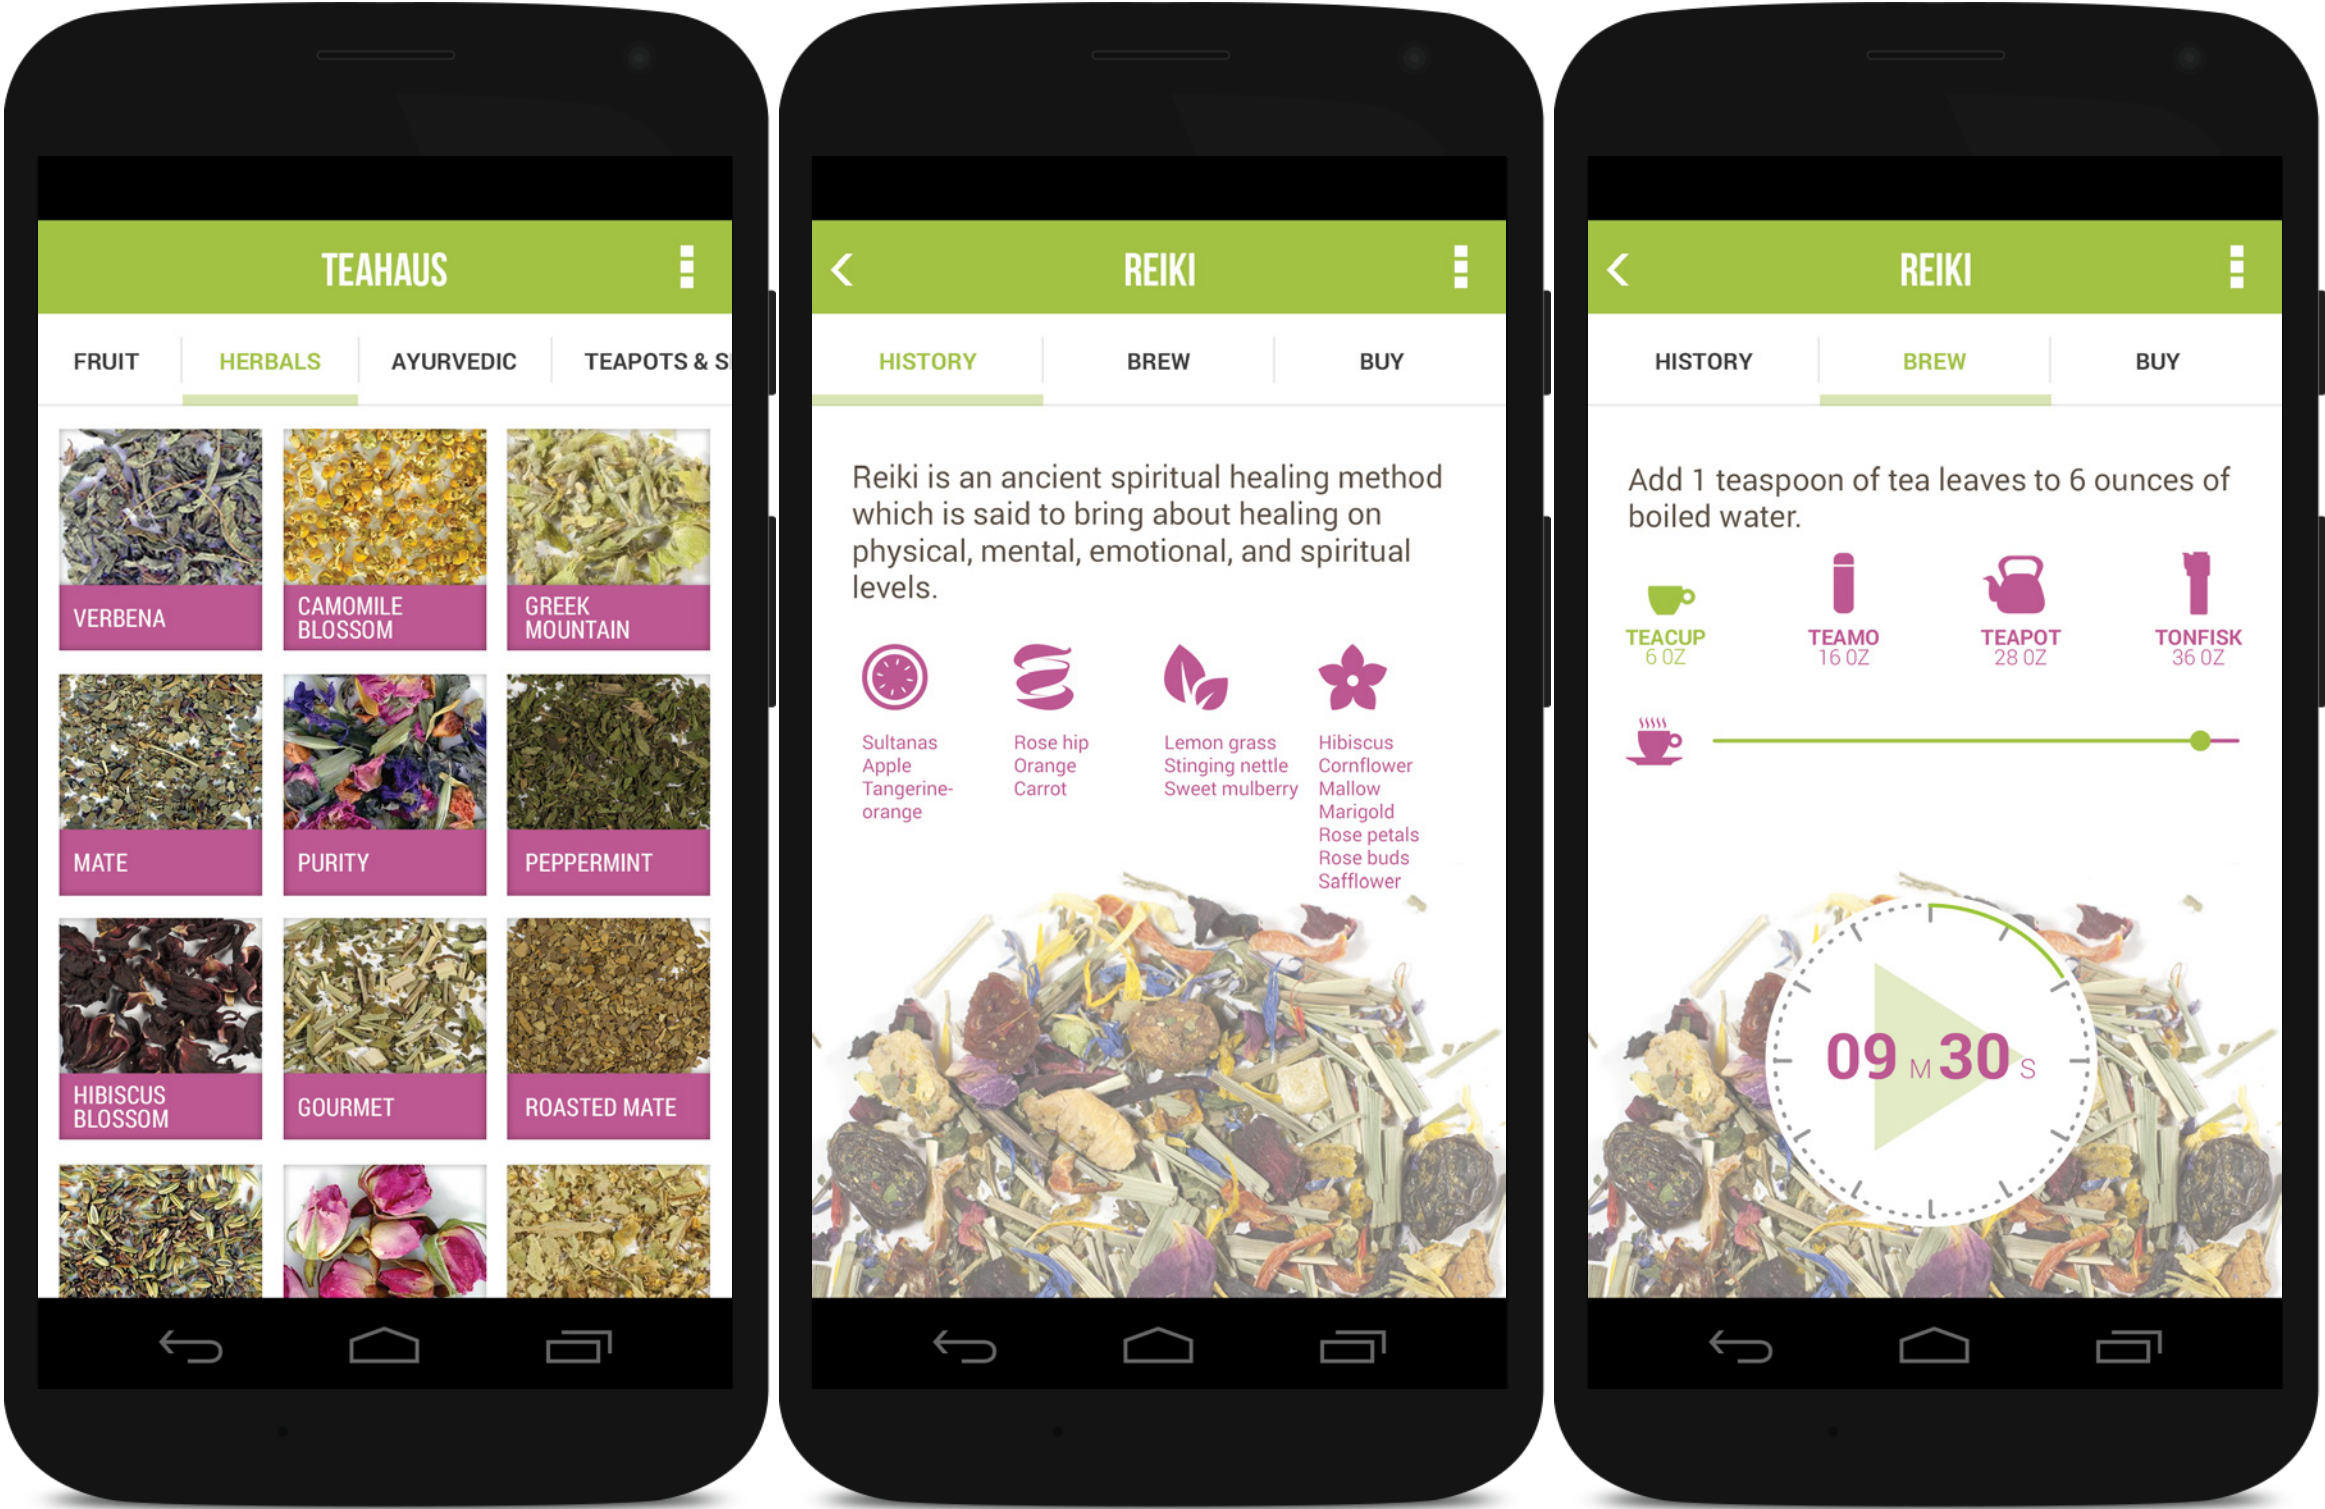 TEAHAUS
FRUIT
HERBALS
AYURVEDIC
TEAPOTS & S
VERBENA
CAMOMILE
BLOSSOM
GREEK
MOUNTAIN
MATE
PURITY
PEPPERMINT
HIBISCUS
BLOSSOM
GOURMET
ROASTED MATE
REIKI
HISTORY
BREW
BUY
Reiki is an ancient spiritual healing method
which is said to bring about healing on
physical, mental, emotional, and spiritual
levels.
Sultanas
Apple
Tangerine-
orange
Rose hip
Orange
Carrot
Lemon grass
Stinging nettle
Sweet mulberry
Hibiscus
Cornflower
Mallow
Marigold
Rose petals
Rose buds
Safflower
REIKI
HISTORY
BREW
BUY
Add 1 teaspoon of tea leaves to 6 ounces of
boiled water.
TEACUP
6 OZ
TEAMO
16 OZ
TEAPOT
28 OZ
TONFISK
36 OZ
09 M 30 S